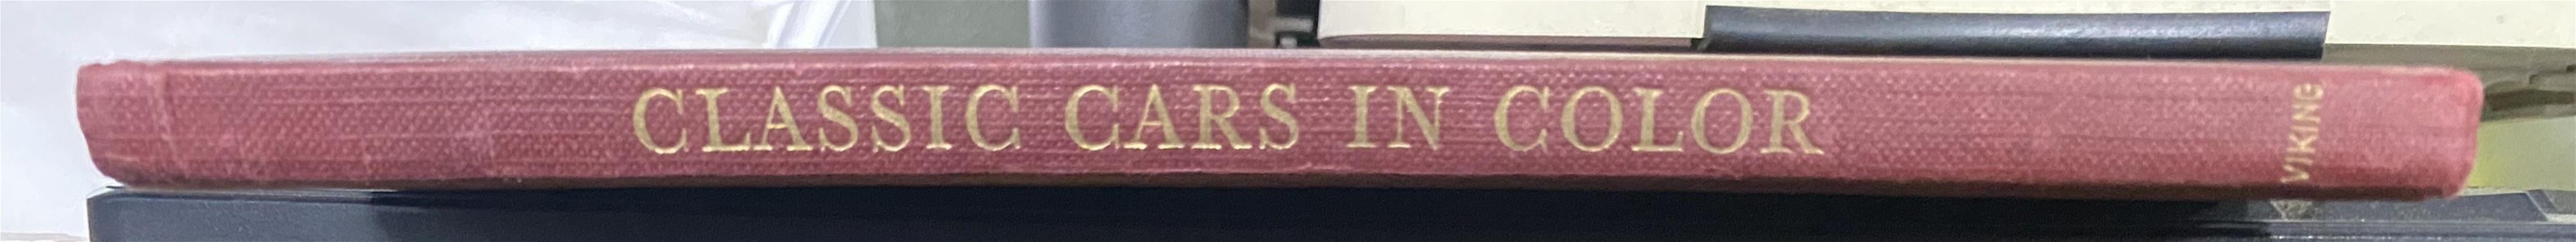 CLASSIC CARS IN COLOR
VIKING